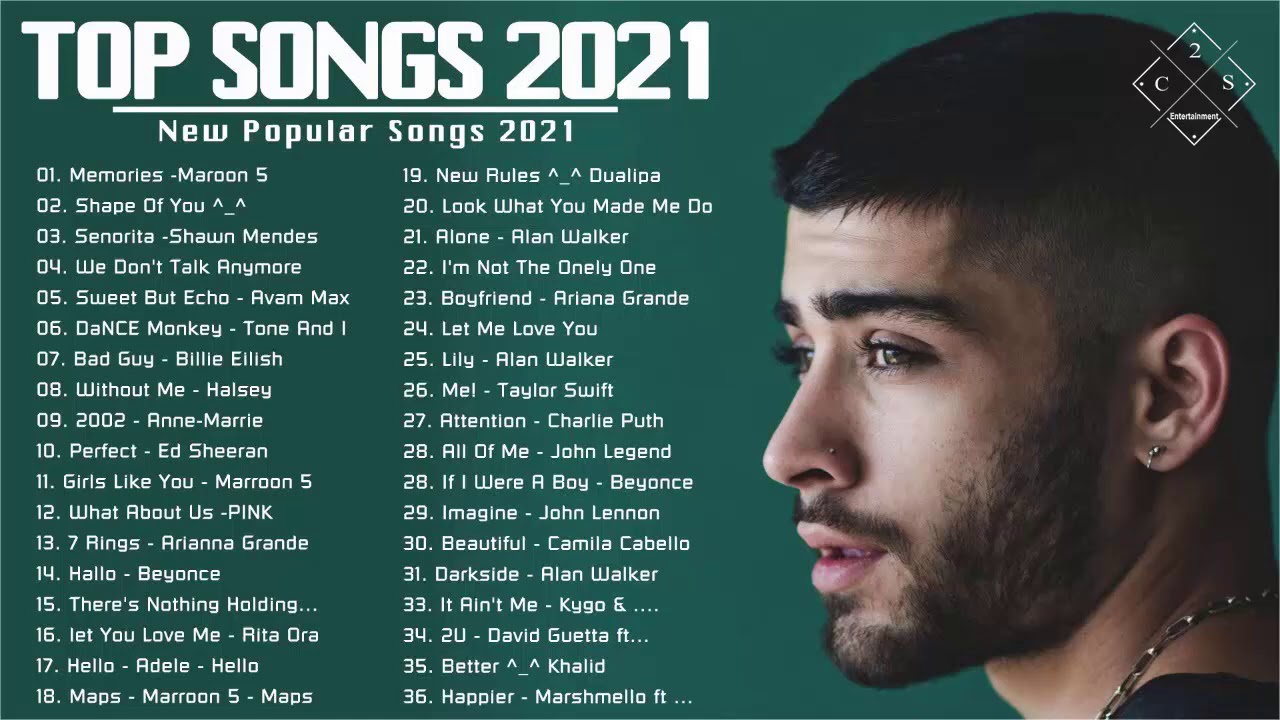 TOP SONGS 2021
New Popular Songs 2021
01. Memories -Maroon 5
02. Shape Of You ^_^
03. Senorita -Shawn Mendes
04. We Don't Talk Anymore
05. Sweet But Echo - Avam Max
06. DaNCE Monkey - Tone And I
07. Bad Guy - Billie Eilish
08. Without Me - Halsey
09. 2002 - Anne-Marrie
10. Perfect - Ed Sheeran
11. Girls Like You - Marroon 5
12. What About Us -PINK
13. 7 Rings - Arianna Grande
14. Hallo - Beyonce
15. There's Nothing Holding...
16. let You Love Me - Rita Ora
17. Hello - Adele - Hello
18. Maps - Marroon 5 - Maps
19. New Rules ^_^ Dualipa
20. Look What You Made Me Do
21. Alone - Alan Walker
22. I'm Not The Onely One
23. Boyfriend - Ariana Grande
24. Let Me Love You
25. Lily - Alan Walker
26. Me! - Taylor Swift
27. Attention - Charlie Puth
28. All Of Me - John Legend
28. If I Were A Boy - Beyonce
29. Imagine - John Lennon
30. Beautiful - Camila Cabello
31. Darkside - Alan Walker
33. It Ain't Me - Kygo & ....
34. 2U - David Guetta ft...
35. Better ^_^ Khalid
36. Happier - Marshmello ft ...
2
C S
Entertainment